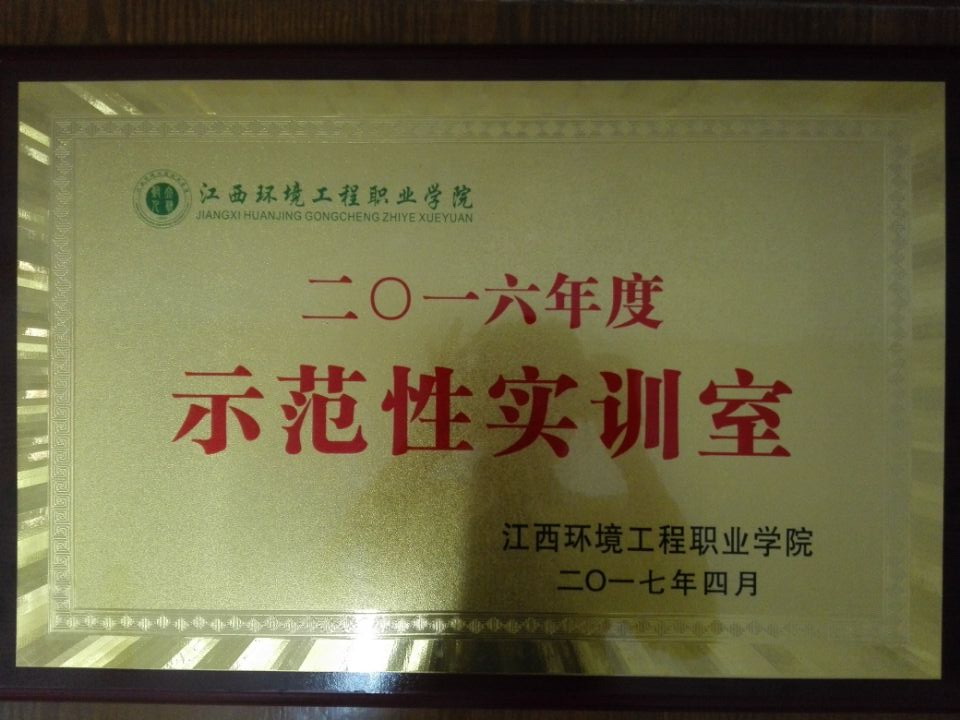 江西环境工程职业学院
JIANGXI HUANJING GONGCHENG ZHIYE XUEYUAN
二〇一六年度
示范性实训室
江西环境工程职业学院
二〇一七年四月